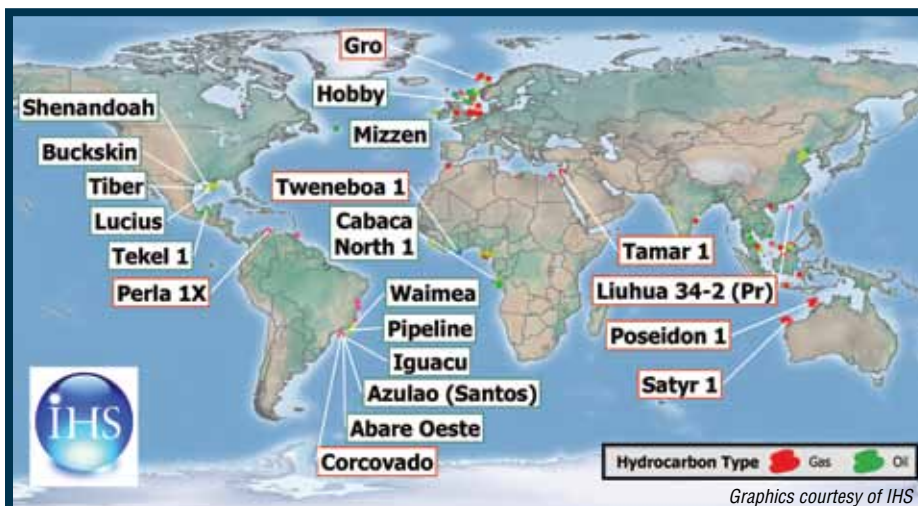 Gro
Hobby
Mizzen
Shenandoah
Buckskin
Tiber
Lucius
Tekel 1
Perla 1X
Tweneboa 1
Cabaca
North 1
Tamar 1
Liuhua 34-2 (Pr)
Poseidon 1
Satyr 1
Waimea
Pipeline
Iguacu
Azulao (Santos)
Abare Oeste
Corcovado
IHS
Hydrocarbon Type Gas Oil
Graphics courtesy of IHS